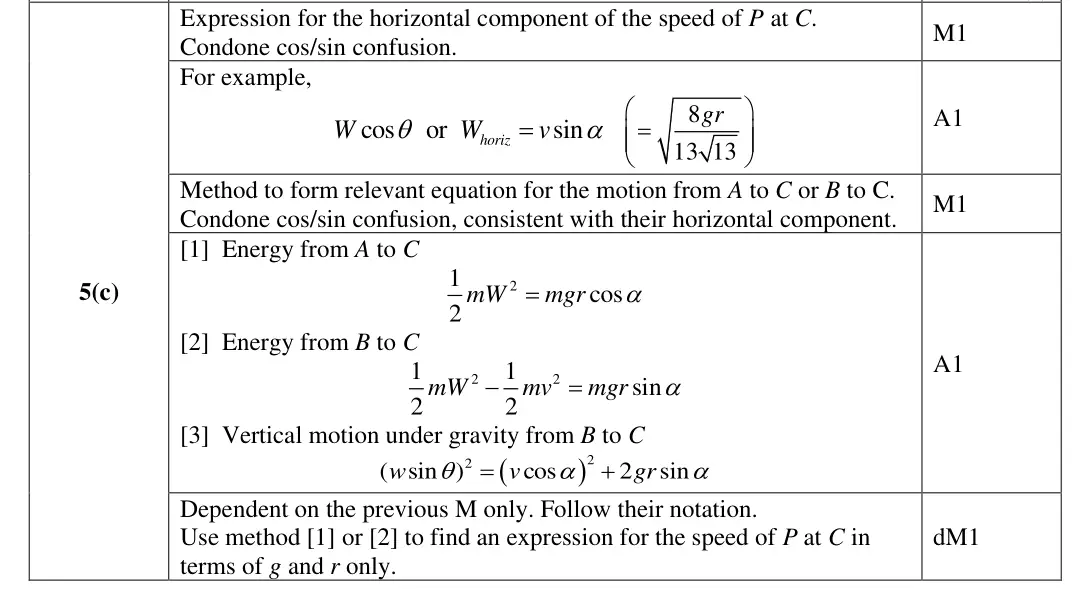 Expression for the horizontal component of the speed of P at C.
Condone cos/sin confusion.
M1
For example,
W cos θ or W_horiz = v sin α ( = √(8gr / 13√13) )
A1
Method to form relevant equation for the motion from A to C or B to C.
Condone cos/sin confusion, consistent with their horizontal component.
M1
5(c)
[1] Energy from A to C
1/2 mW² = mgr cos α
[2] Energy from B to C
1/2 mW² − 1/2 mv² = mgr sin α
[3] Vertical motion under gravity from B to C
(w sin θ)² = (v cos α)² + 2gr sin α
A1
Dependent on the previous M only. Follow their notation.
Use method [1] or [2] to find an expression for the speed of P at C in
terms of g and r only.
dM1